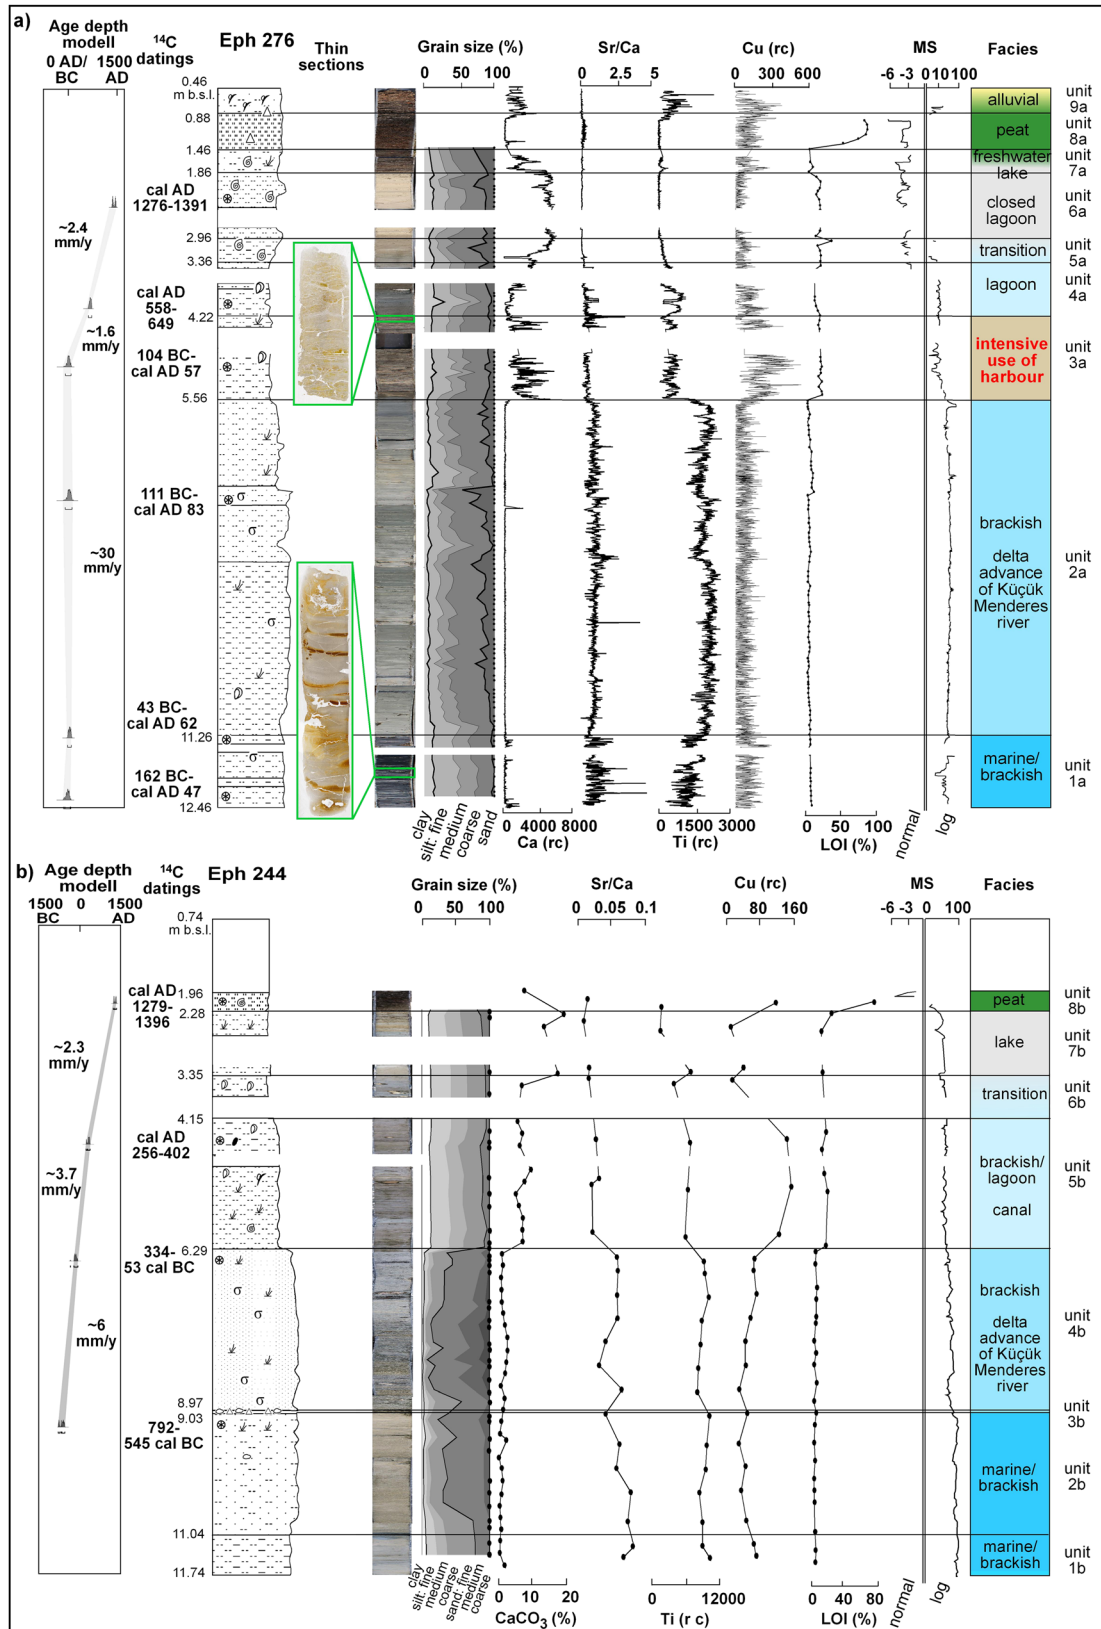 a)
Age depth
modell
0 AD/ 1500
BC AD
14C
datings
Eph 276
Thin
sections
Grain size (%)
0 50 100
Sr/Ca
0 2.5 5
Cu (rc)
0 300 600
MS
-6 -3 0 10 100
Facies
0.46
m b.s.l.
0.88
1.46
1.86
cal AD
1276-1391
2.96
3.36
cal AD
558-
649
4.22
104 BC-
cal AD 57
5.56
111 BC-
cal AD 83
43 BC-
cal AD 62
11.26
162 BC-
cal AD 47
12.46
~2.4
mm/y
~1.6
mm/y
~30
mm/y
alluvial
unit
9a
peat
unit
8a
freshwater
lake
unit
7a
closed
lagoon
unit
6a
transition
unit
5a
lagoon
unit
4a
intensive
use of
harbour
unit
3a
brackish
delta
advance
of Küçük
Menderes
river
unit
2a
marine/
brackish
unit
1a
clay
silt: fine
medium
coarse
sand
0 4000 8000
Ca (rc)
0 1500 3000
Ti (rc)
0 50 100
LOI (%)
normal
log
b)
Age depth
modell
1500 0 1500
BC AD
14C
datings
Eph 244
Grain size (%)
0 50 100
Sr/Ca
0 0.05 0.1
Cu (rc)
0 80 160
MS
-6 -3 0 100
Facies
0.74
m b.s.l.
cal AD
1279-
1396
1.96
2.28
3.35
4.15
cal AD
256-402
334-
53 cal BC
6.29
8.97
9.03
792-
545 cal BC
11.04
11.74
~2.3
mm/y
~3.7
mm/y
~6
mm/y
peat
unit
8b
lake
unit
7b
transition
unit
6b
brackish/
lagoon
canal
unit
5b
brackish
delta
advance
of Küçük
Menderes
river
unit
4b
unit
3b
marine/
brackish
unit
2b
marine/
brackish
unit
1b
clay
silt: fine
medium
coarse
sand: fine
medium
coarse
0 10 20
CaCO3 (%)
0 12000
Ti (r c)
0 40 80
LOI (%)
normal
log